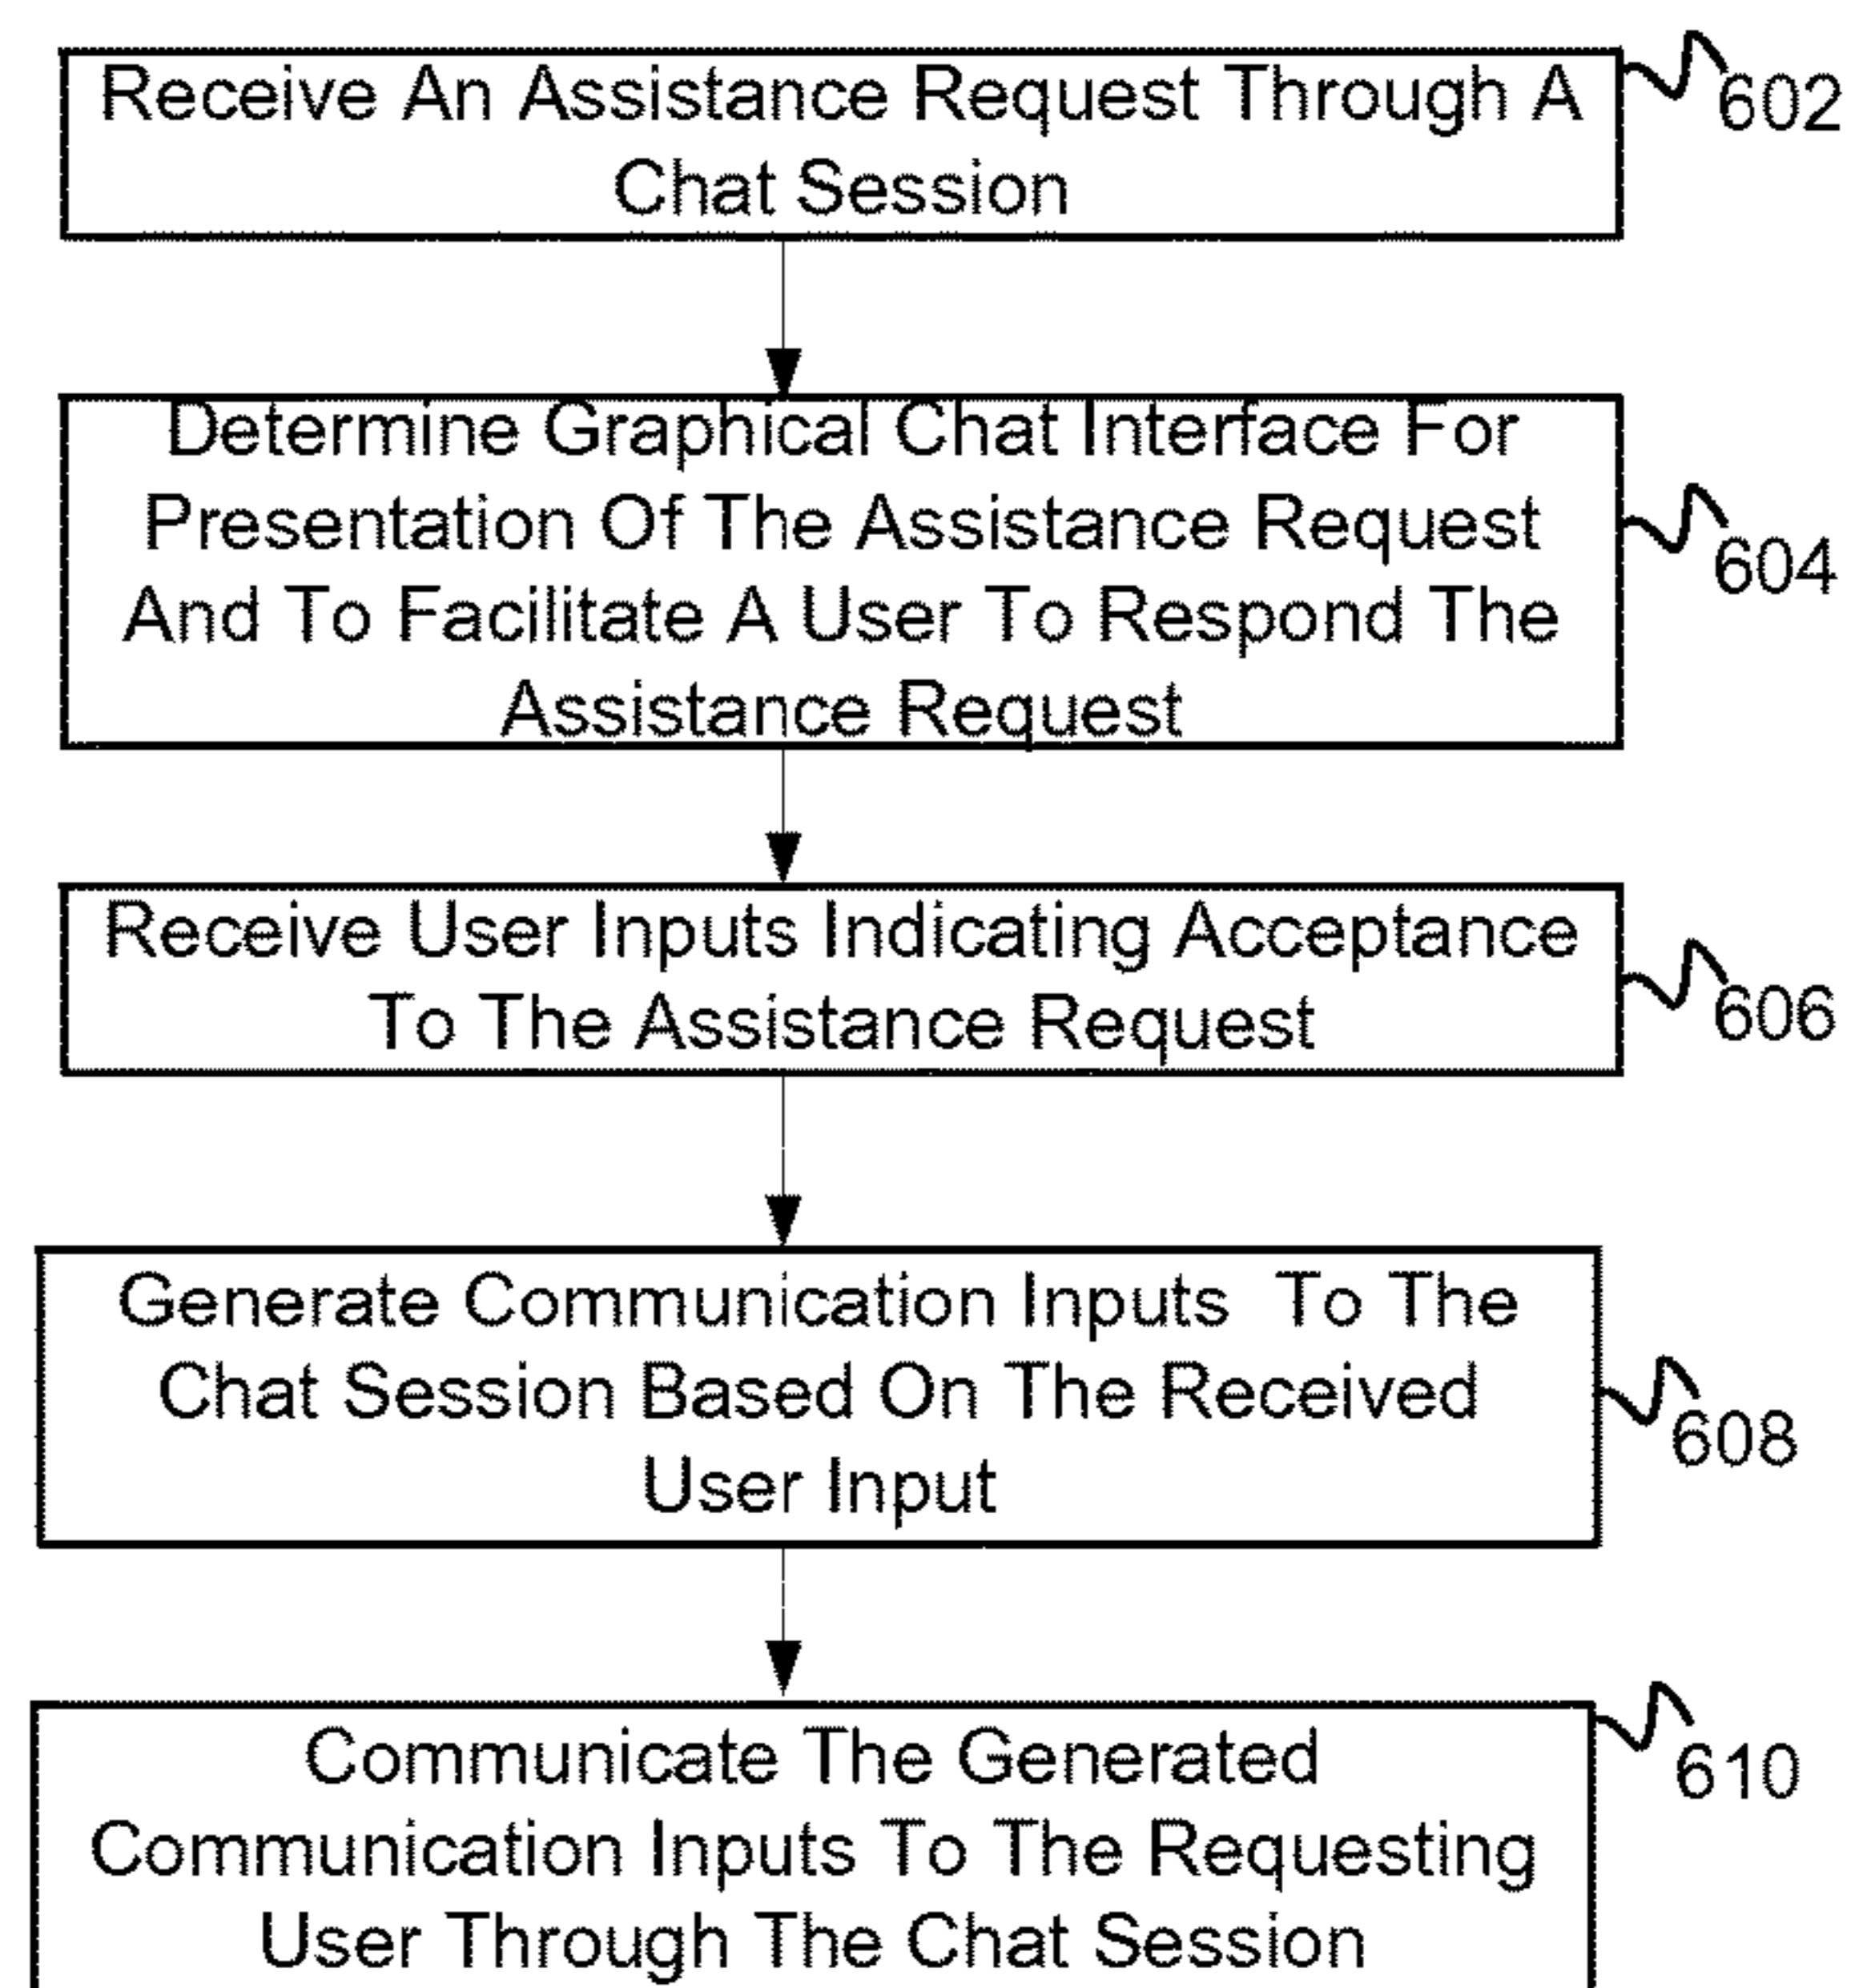 Receive An Assistance Request Through A
Chat Session
602
Determine Graphical Chat Interface For
Presentation Of The Assistance Request
And To Facilitate A User To Respond The
Assistance Request
604
Receive User Inputs Indicating Acceptance
To The Assistance Request
606
Generate Communication Inputs To The
Chat Session Based On The Received
User Input
608
Communicate The Generated
Communication Inputs To The Requesting
User Through The Chat Session
610